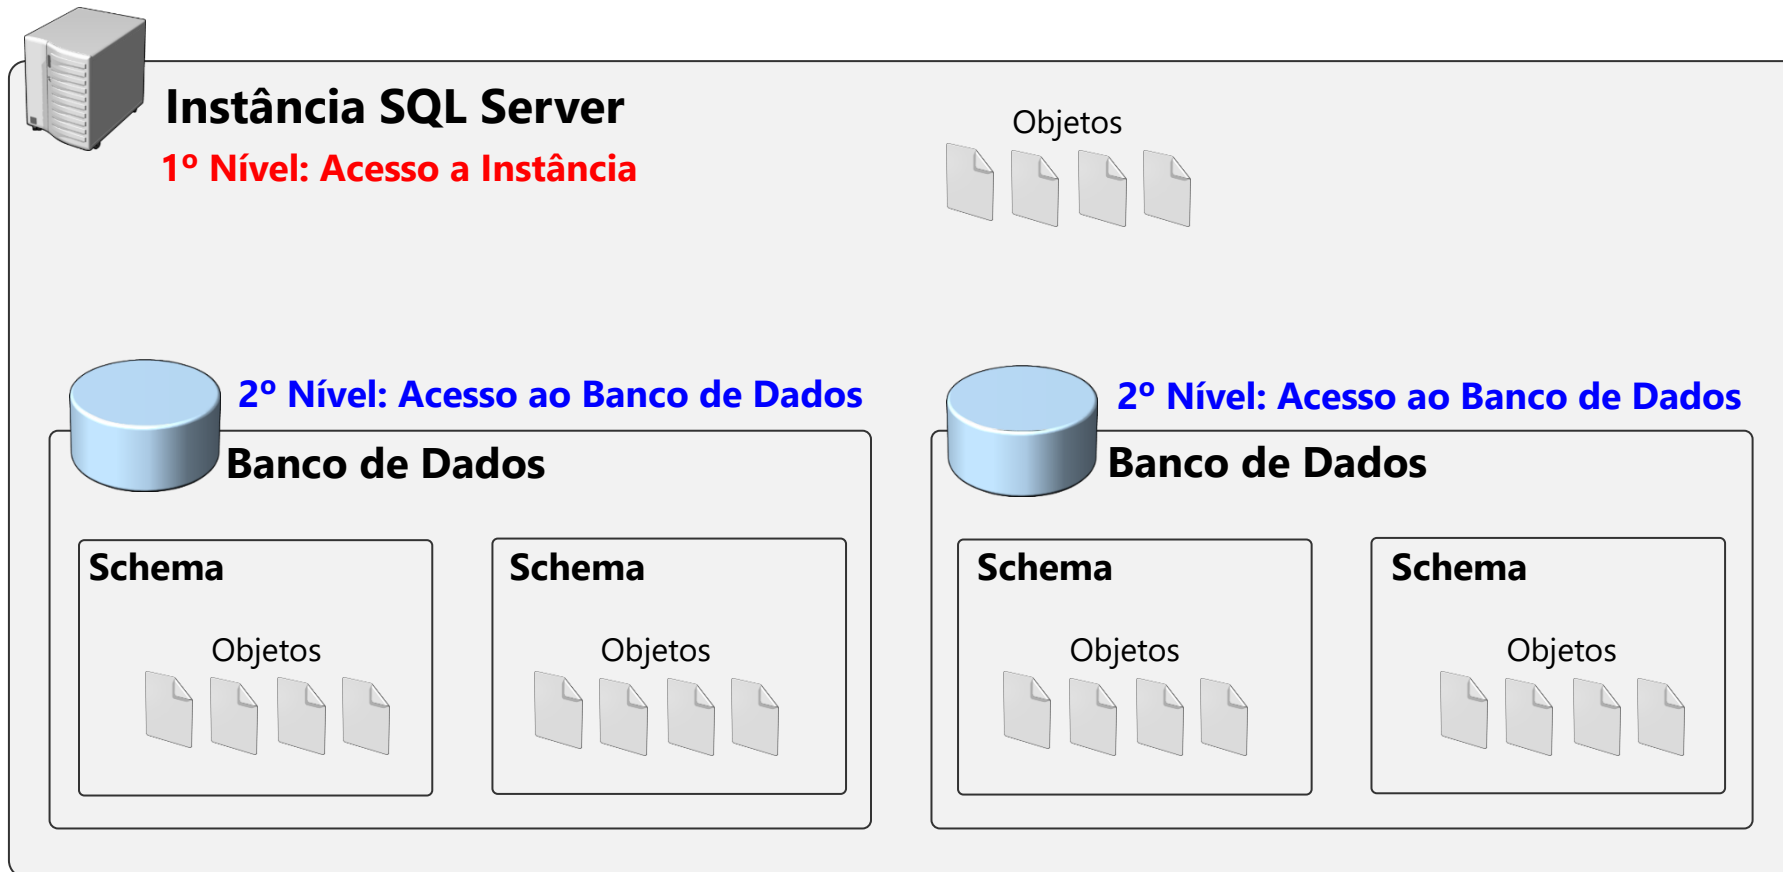 Instância SQL Server
1º Nível: Acesso a Instância
Objetos
2º Nível: Acesso ao Banco de Dados
Banco de Dados
Schema
Objetos
Schema
Objetos
2º Nível: Acesso ao Banco de Dados
Banco de Dados
Schema
Objetos
Schema
Objetos